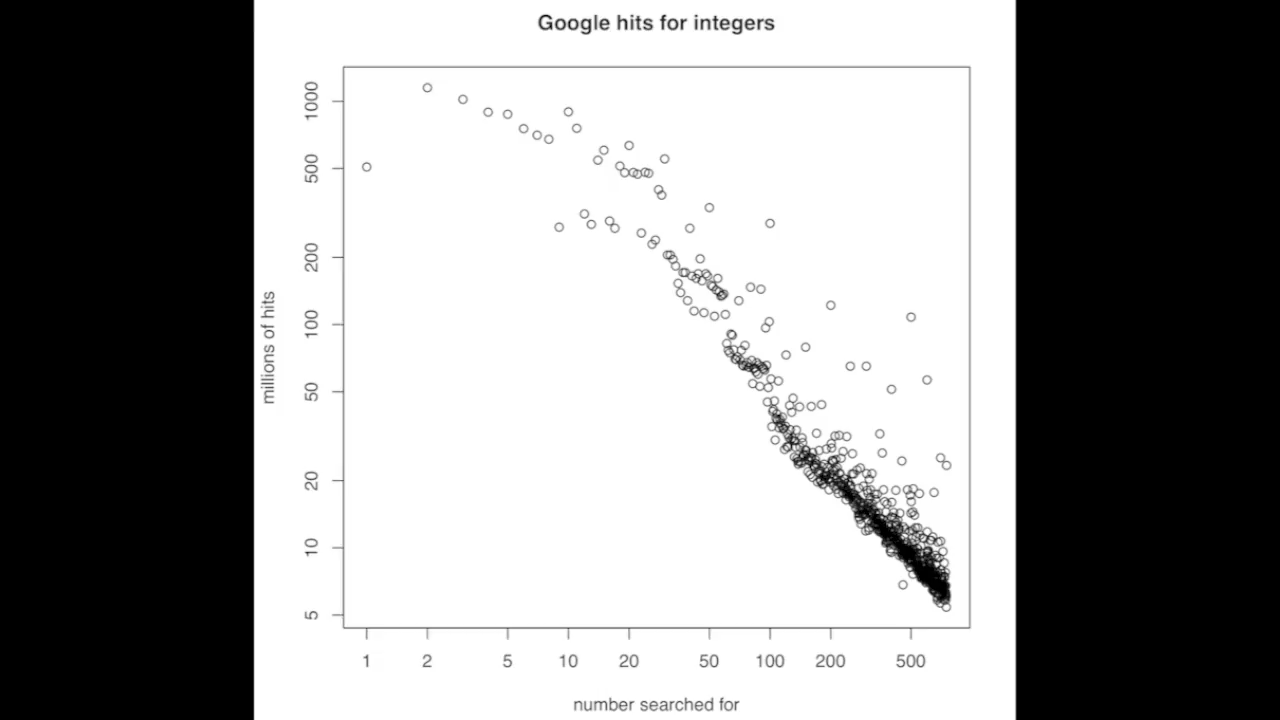 Google hits for integers
1000
500
200
100
50
20
10
5
millions of hits
1 2 5 10 20 50 100 200 500
number searched for